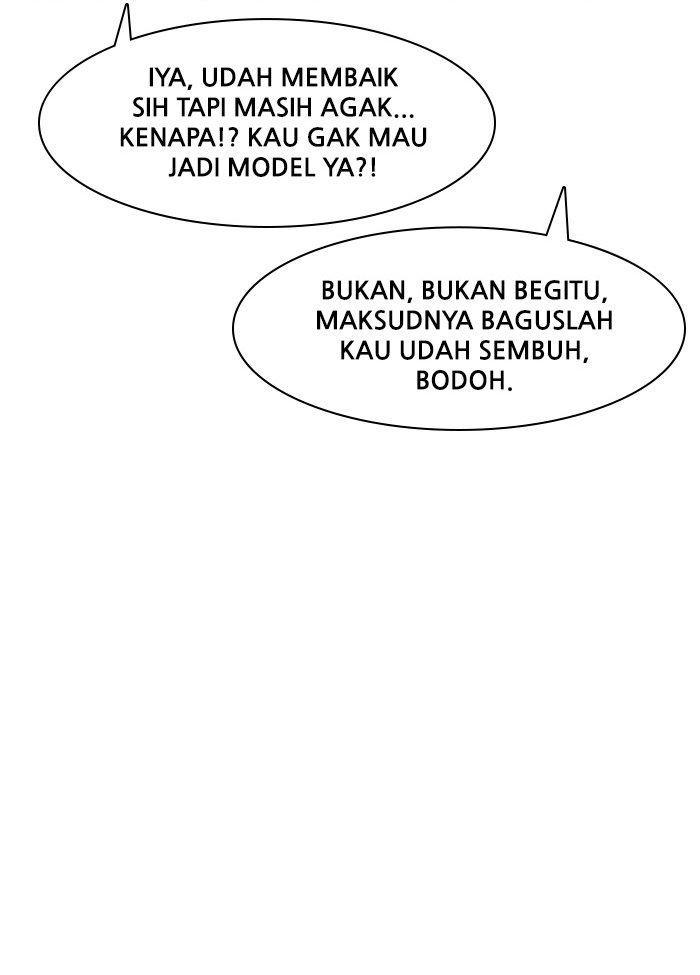 IYA, UDAH MEMBAIK
SIH TAPI MASIH AGAK...
KENAPA!? KAU GAK MAU
JADI MODEL YA?!
BUKAN, BUKAN BEGITU,
MAKSUDNYA BAGUSLAH
KAU UDAH SEMBUH,
BODOH.